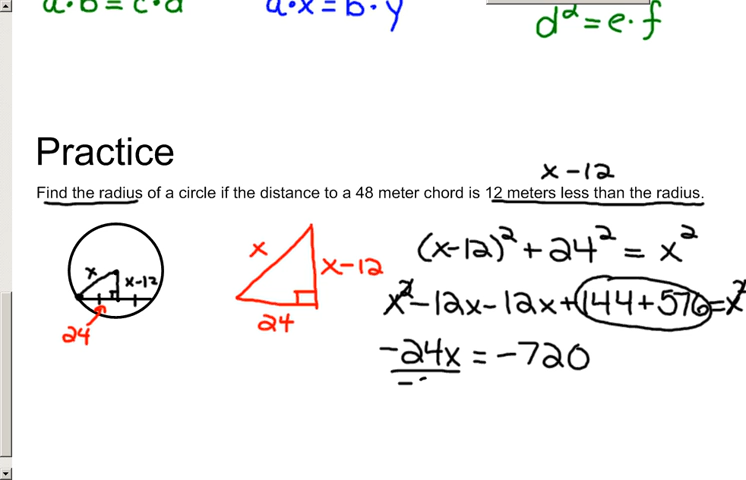 a·b=c·d
a·x=b·y
d²=e·f
Practice
x-12
Find the radius of a circle if the distance to a 48 meter chord is 12 meters less than the radius.
x
x-12
24
x
x-12
24
(x-12)²+24²=x²
x²-12x-12x+144+576=x²
-24x=-720